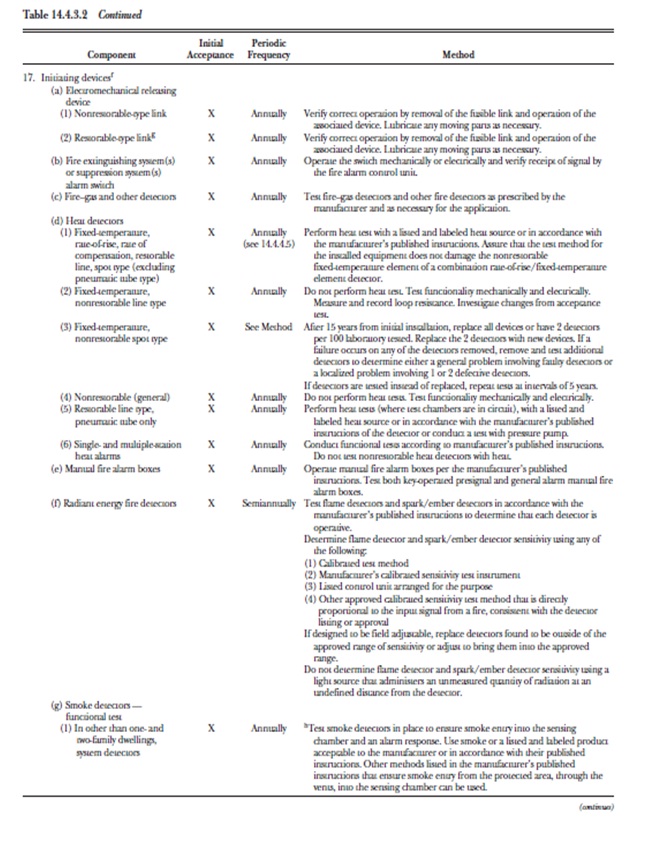 Table 14.4.3.2 Continued
Component
Initial Acceptance
Periodic Frequency
Method
17. Initiating devicesf
(a) Electromechanical releasing
device
(1) Nonrestorable-type link X Annually Verify correct operation by removal of the fusible link and operation of the
associated device. Lubricate any moving parts as necessary.
(2) Restorable-type linkg X Annually Verify correct operation by removal of the fusible link and operation of the
associated device. Lubricate any moving parts as necessary.
(b) Fire extinguishing system(s) X Annually Operate the switch mechanically or electrically and verify receipt of signal by
or suppression system(s) the fire alarm control unit.
alarm switch
(c) Fire–gas and other detectors X Annually Test fire–gas detectors and other fire detectors as prescribed by the
manufacturer and as necessary for the application.
(d) Heat detectors
(1) Fixed-temperature, X Annually Perform heat test with a listed and labeled heat source or in accordance with
rate-of-rise, rate of (see 14.4.4.5) the manufacturer's published instructions. Assure that the test method for
compensation, restorable the installed equipment does not damage the nonrestorable
line, spot type (excluding fixed-temperature element of a combination rate-of-rise/fixed-temperature
pneumatic tube type) element detector.
(2) Fixed-temperature, X Annually Do not perform heat test. Test functionality mechanically and electrically.
nonrestorable line type Measure and record loop resistance. Investigate changes from acceptance
test.
(3) Fixed-temperature, X See Method After 15 years from initial installation, replace all devices or have 2 detectors
nonrestorable spot type per 100 laboratory tested. Replace the 2 detectors with new devices. If a
failure occurs on any of the detectors removed, remove and test additional
detectors to determine either a general problem involving faulty detectors or
a localized problem involving 1 or 2 defective detectors.
If detectors are tested instead of replaced, repeat tests at intervals of 5 years.
(4) Nonrestorable (general) X Annually Do not perform heat tests. Test functionality mechanically and electrically.
(5) Restorable line type, X Annually Perform heat tests (where test chambers are in circuit), with a listed and
pneumatic tube only labeled heat source or in accordance with the manufacturer's published
instructions of the detector or conduct a test with pressure pump.
(6) Single- and multiple-station X Annually Conduct functional tests according to manufacturer's published instructions.
heat alarms Do not test nonrestorable heat detectors with heat.
(e) Manual fire alarm boxes X Annually Operate manual fire alarm boxes per the manufacturer's published
instructions. Test both key-operated presignal and general alarm manual fire
alarm boxes.
(f) Radiant energy fire detectors X Semiannually Test flame detectors and spark/ember detectors in accordance with the
manufacturer's published instructions to determine that each detector is
operative.
Determine flame detector and spark/ember detector sensitivity using any of
the following:
(1) Calibrated test method
(2) Manufacturer's calibrated sensitivity test instrument
(3) Listed control unit arranged for the purpose
(4) Other approved calibrated sensitivity test method that is directly
proportional to the input signal from a fire, consistent with the detector
listing or approval
If designed to be field adjustable, replace detectors found to be outside of the
approved range of sensitivity or adjust to bring them into the approved
range.
Do not determine flame detector and spark/ember detector sensitivity using a
light source that administers an unmeasured quantity of radiation at an
undefined distance from the detector.
(g) Smoke detectors —
functional test
(1) In other than one- and X Annually hTest smoke detectors in place to ensure smoke entry into the sensing
two-family dwellings, chamber and an alarm response. Use smoke or a listed and labeled product
system detectors acceptable to the manufacturer or in accordance with their published
instructions. Other methods listed in the manufacturer's published
instructions that ensure smoke entry from the protected area, through the
vents, into the sensing chamber can be used.
(continues)